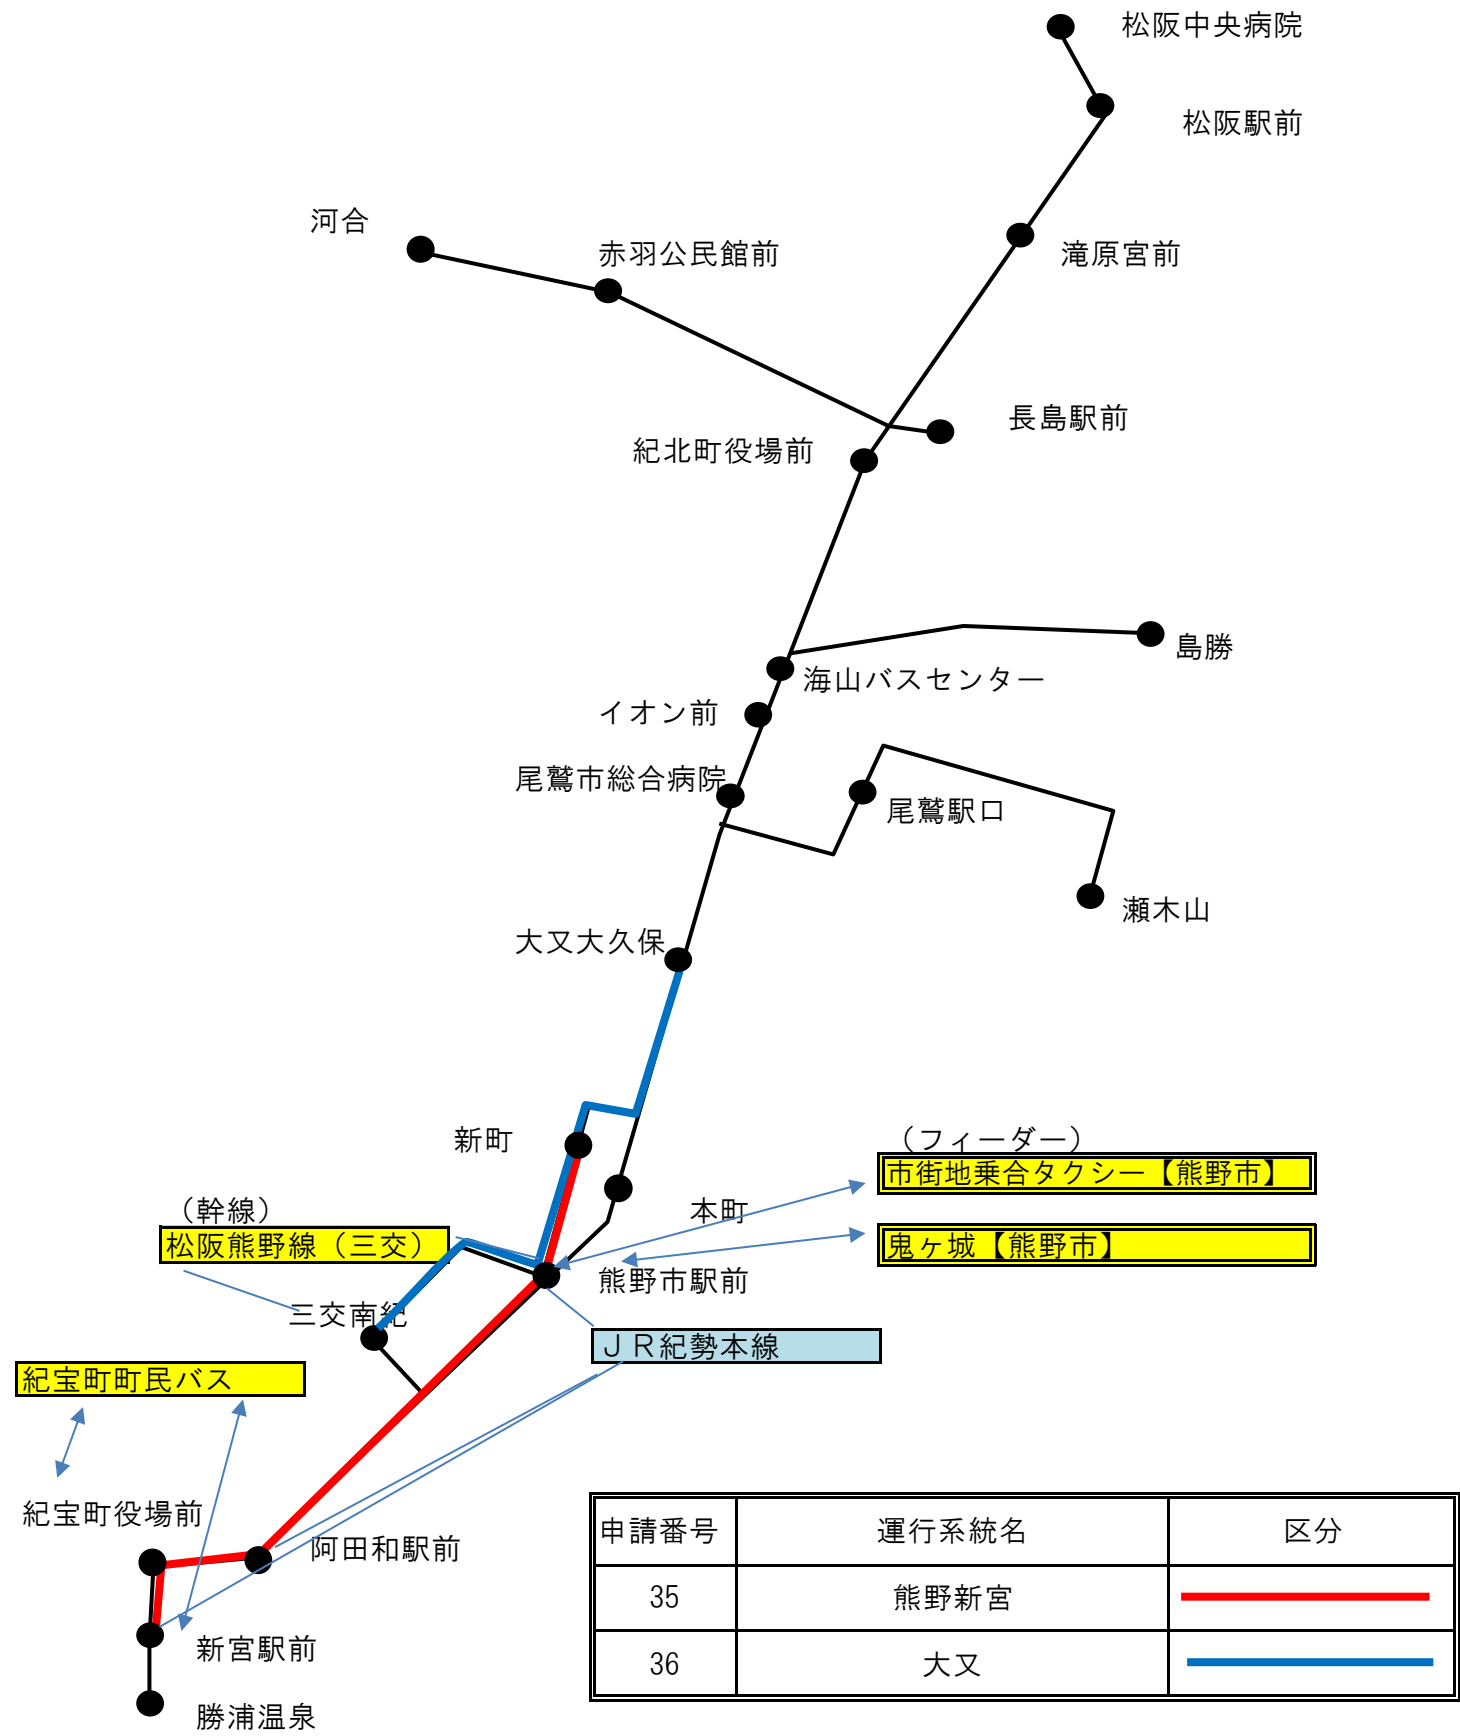 松阪中央病院
松阪駅前
河合
赤羽公民館前
滝原宮前
長島駅前
紀北町役場前
島勝
海山バスセンター
イオン前
尾鷲市総合病院
尾鷲駅口
瀬木山
大又大久保
新町
（フィーダー）
市街地乗合タクシー【熊野市】
（幹線）
本町
松阪熊野線（三交）
鬼ヶ城【熊野市】
熊野市駅前
三交南紀
ＪＲ紀勢本線
紀宝町町民バス
紀宝町役場前
阿田和駅前
新宮駅前
勝浦温泉
申請番号 運行系統名 区分
35 熊野新宮
36 大又